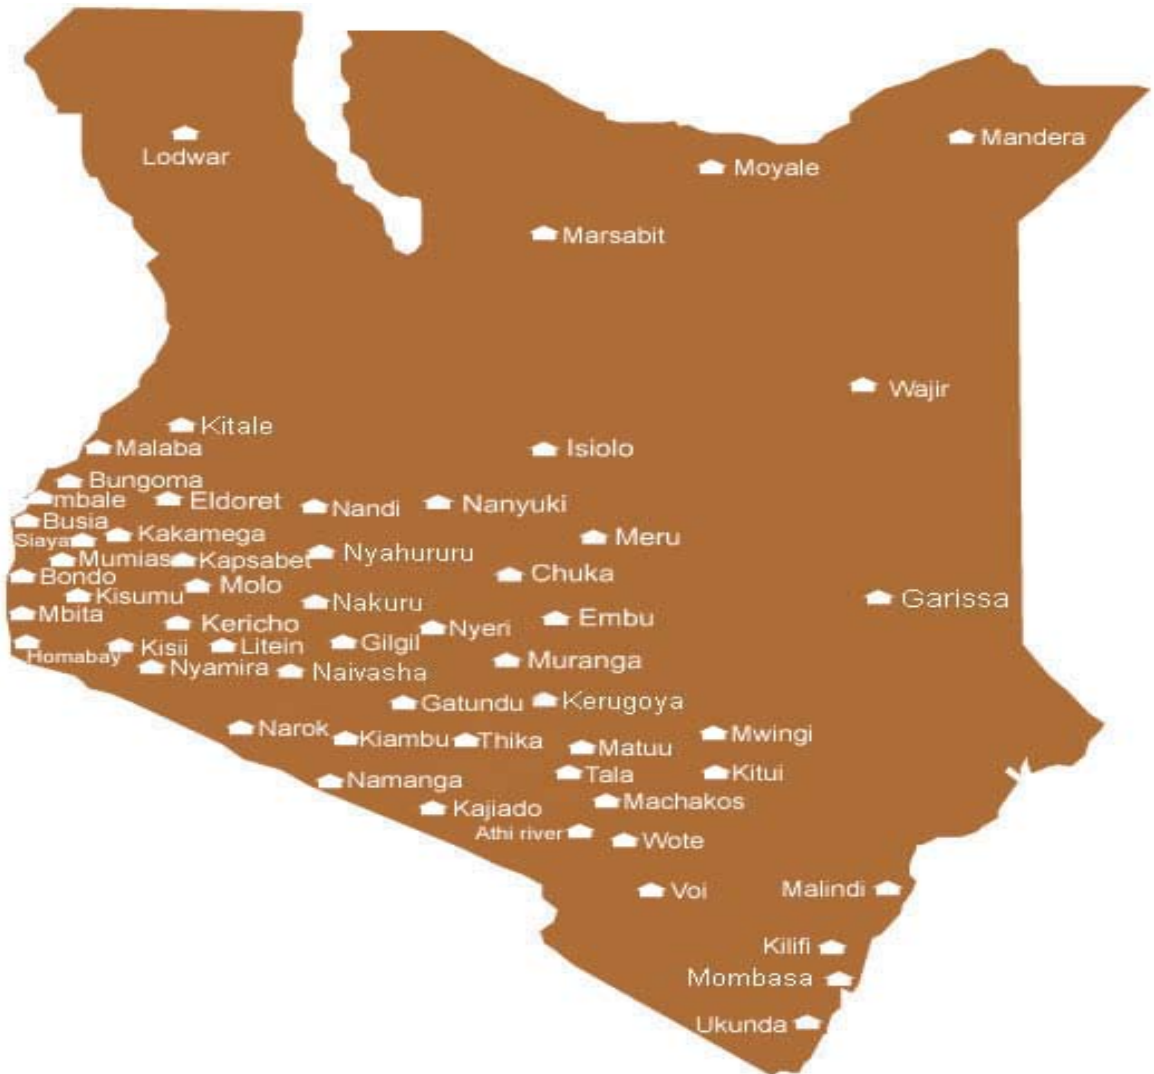 Mandera
Lodwar
Moyale
Marsabit
Wajir
Kitale
Malaba
Isiolo
Bungoma
mbale
Eldoret
Nandi
Nanyuki
Busia
Siaya
Kakamega
Meru
Nyahururu
Mumias
Kapsabet
Chuka
Bondo
Molo
Kisumu
Nakuru
Garissa
Mbita
Kericho
Nyeri
Embu
Homabay
Kisii
Litein
Gilgil
Nyamira
Naivasha
Muranga
Gatundu
Kerugoya
Narok
Kiambu
Thika
Matuu
Mwingi
Namanga
Tala
Kitui
Kajiado
Machakos
Athi river
Wote
Voi
Malindi
Kilifi
Mombasa
Ukunda